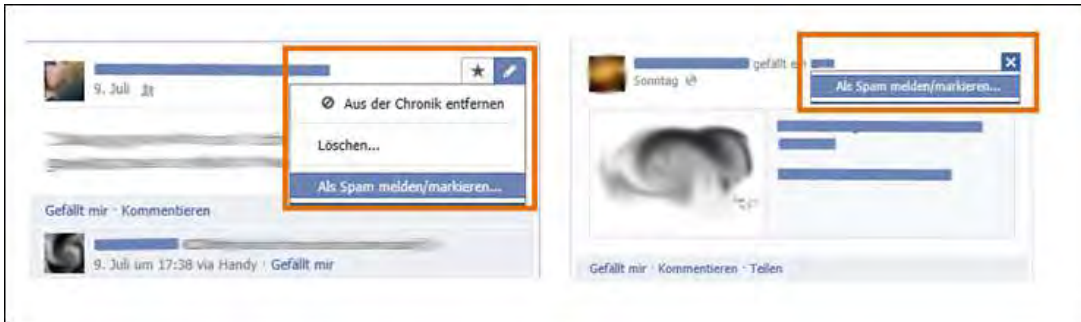 9. Juli
Aus der Chronik entfernen
Löschen...
Als Spam melden/markieren...
Gefällt mir · Kommentieren
9. Juli um 17:38 via Handy · Gefällt mir
gefällt ein
Sonntag
Als Spam melden/markieren...
Gefällt mir · Kommentieren · Teilen